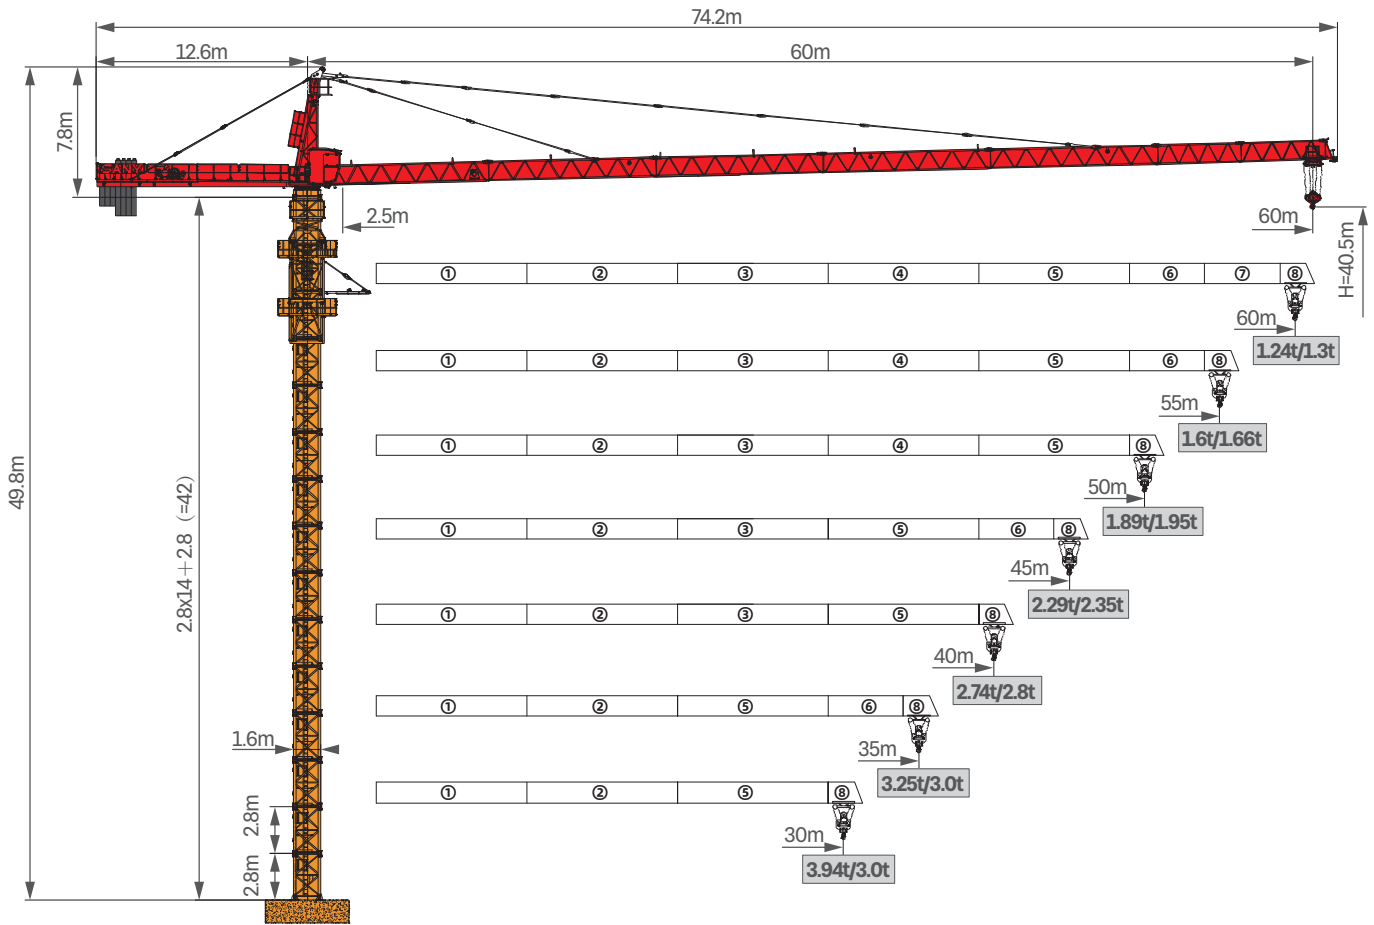 74.2m
12.6m
60m
7.8m
2.5m
60m
H=40.5m
① ② ③ ④ ⑤ ⑥ ⑦ ⑧
60m
1.24t/1.3t
① ② ③ ④ ⑤ ⑥ ⑧
55m
1.6t/1.66t
① ② ③ ④ ⑤ ⑧
50m
1.89t/1.95t
49.8m
2.8x14+2.8（=42）
① ② ③ ⑤ ⑥ ⑧
45m
2.29t/2.35t
① ② ③ ⑤ ⑧
40m
2.74t/2.8t
① ② ⑤ ⑥ ⑧
1.6m
35m
3.25t/3.0t
① ② ⑤ ⑧
2.8m
30m
3.94t/3.0t
2.8m